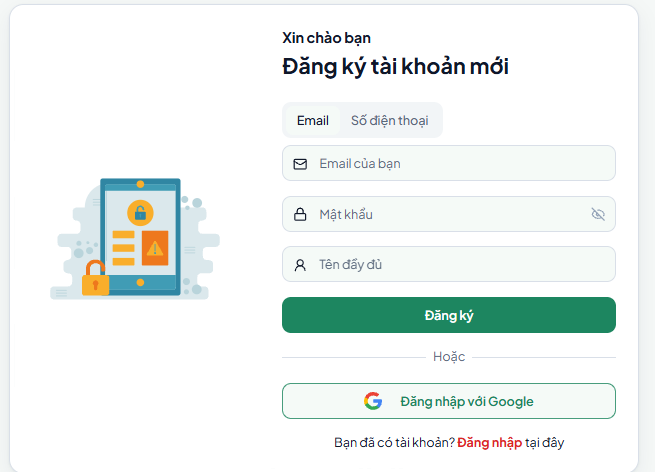 Xin chào bạn
Đăng ký tài khoản mới
Email Số điện thoại
Email của bạn
Mật khẩu
Tên đầy đủ
Đăng ký
Hoặc
Đăng nhập với Google
Bạn đã có tài khoản? Đăng nhập tại đây